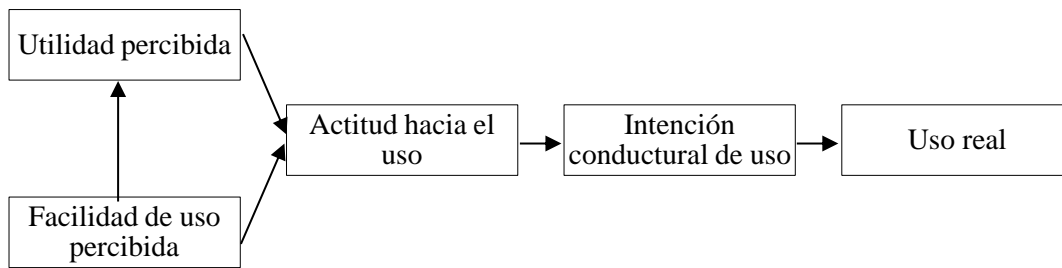 Utilidad percibida
Actitud hacia el
uso
Intención
conductural de uso
Uso real
Facilidad de uso
percibida